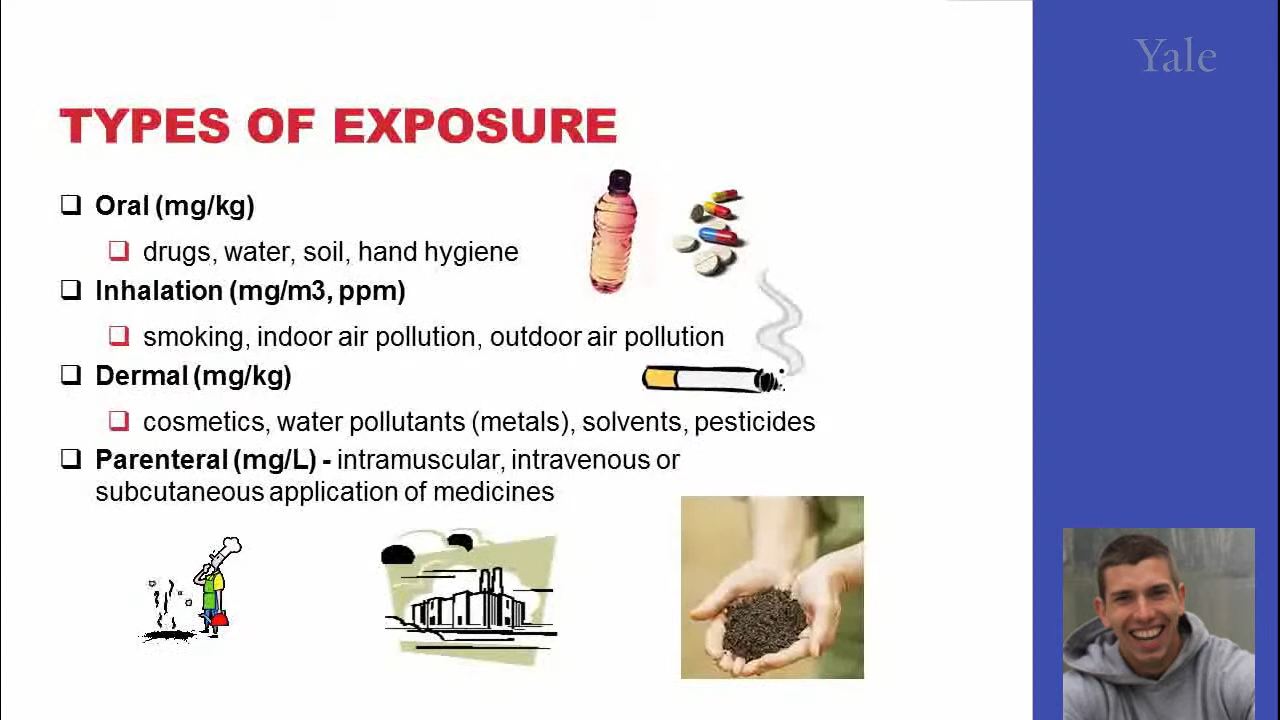 Yale
TYPES OF EXPOSURE
Oral (mg/kg)
drugs, water, soil, hand hygiene
Inhalation (mg/m3, ppm)
smoking, indoor air pollution, outdoor air pollution
Dermal (mg/kg)
cosmetics, water pollutants (metals), solvents, pesticides
Parenteral (mg/L) - intramuscular, intravenous or
subcutaneous application of medicines